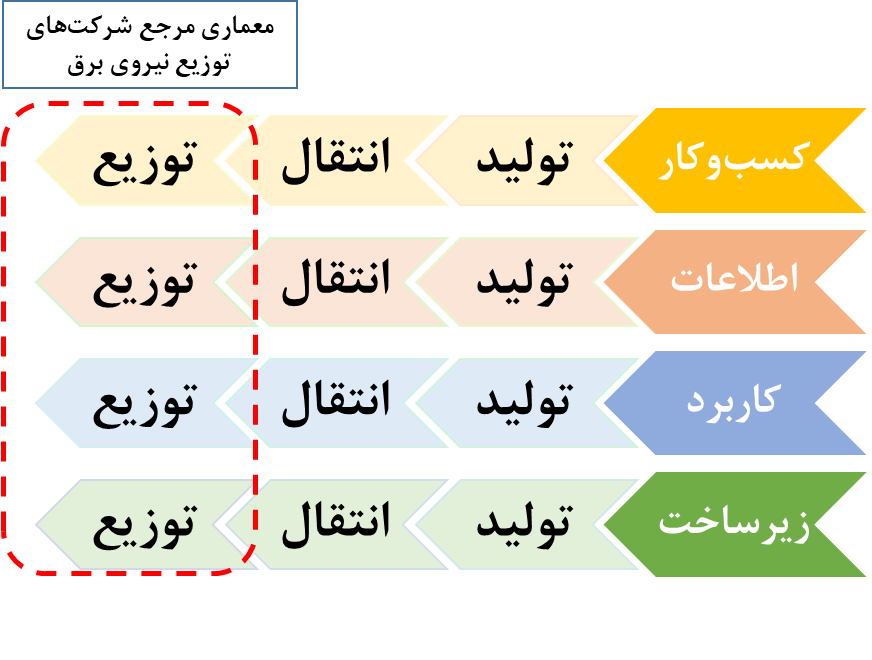 معماری مرجع شرکت‌های
توزیع نیروی برق
کسب‌وکار تولید انتقال توزیع
اطلاعات تولید انتقال توزیع
کاربرد تولید انتقال توزیع
زیرساخت تولید انتقال توزیع